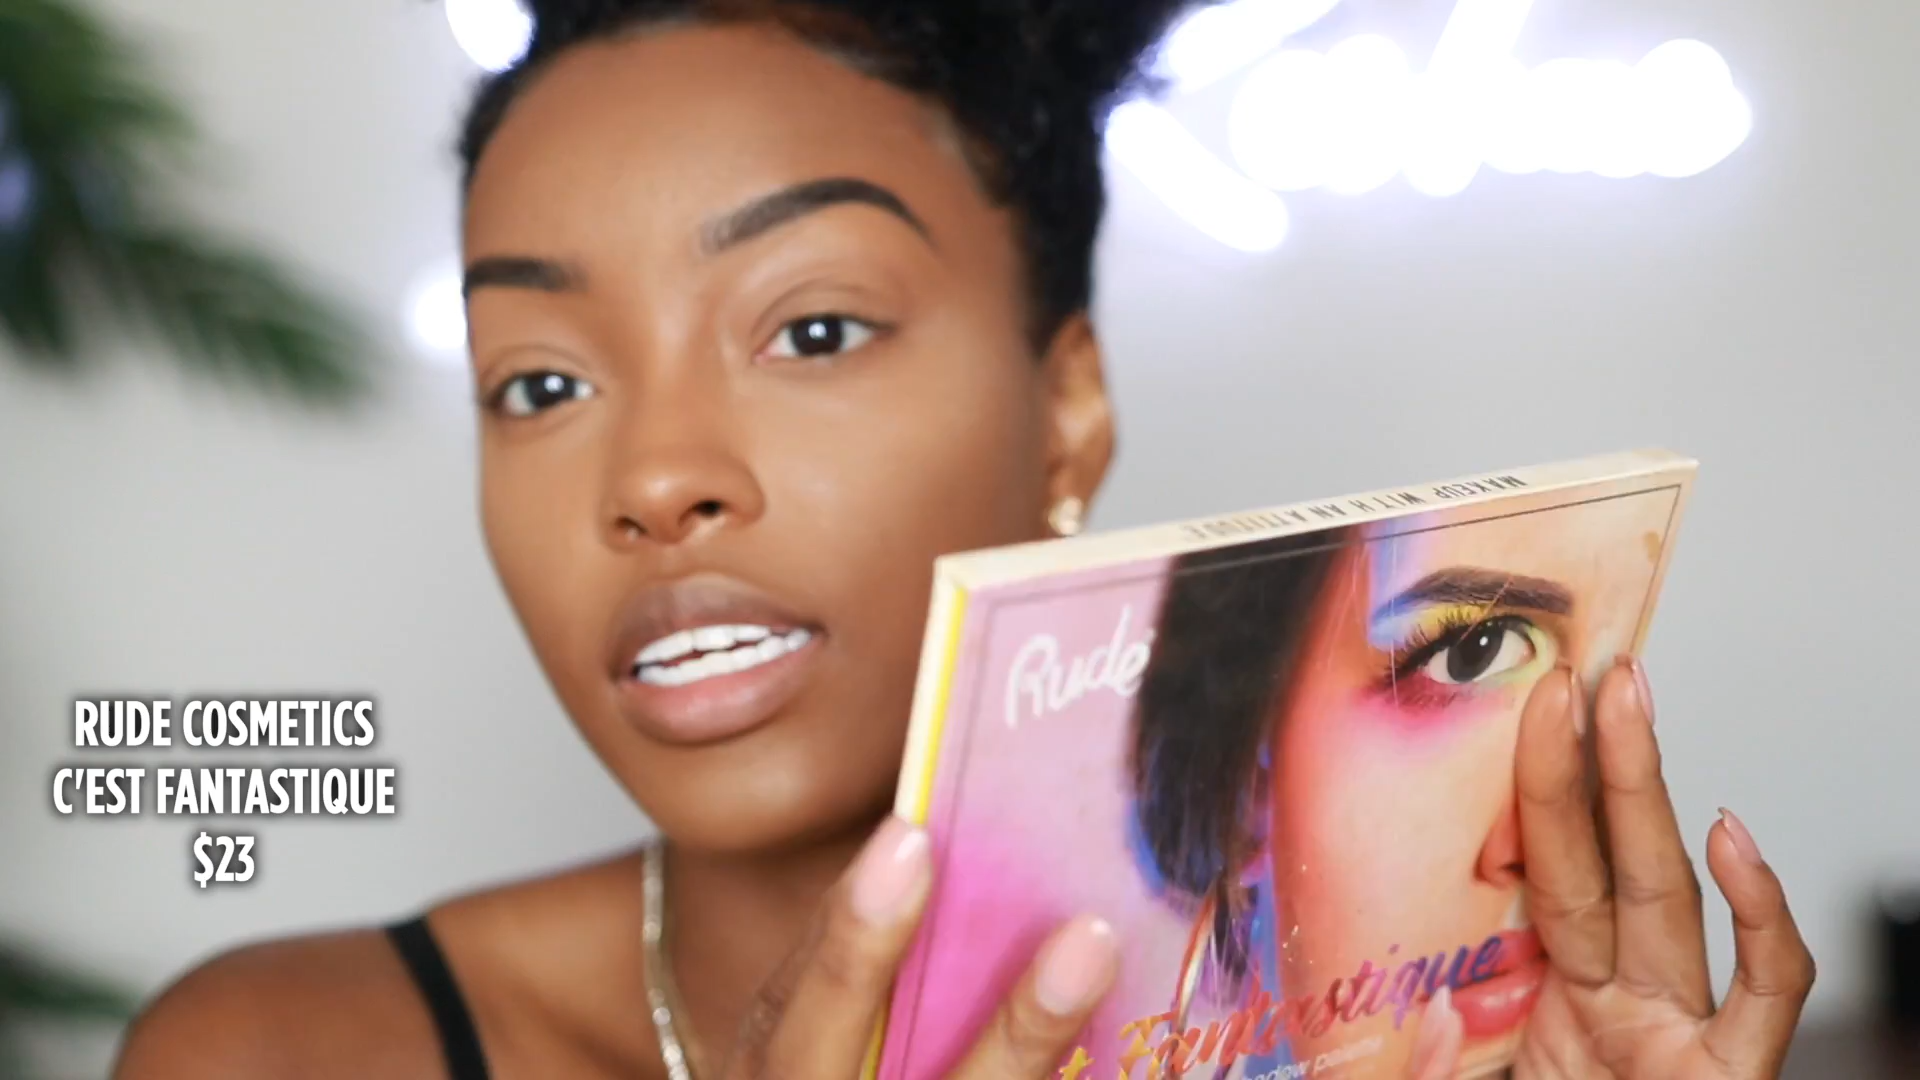 MAKEUP WITH AN ATTITUDE
Rude
RUDE COSMETICS
C'EST FANTASTIQUE
$23
Fantastique